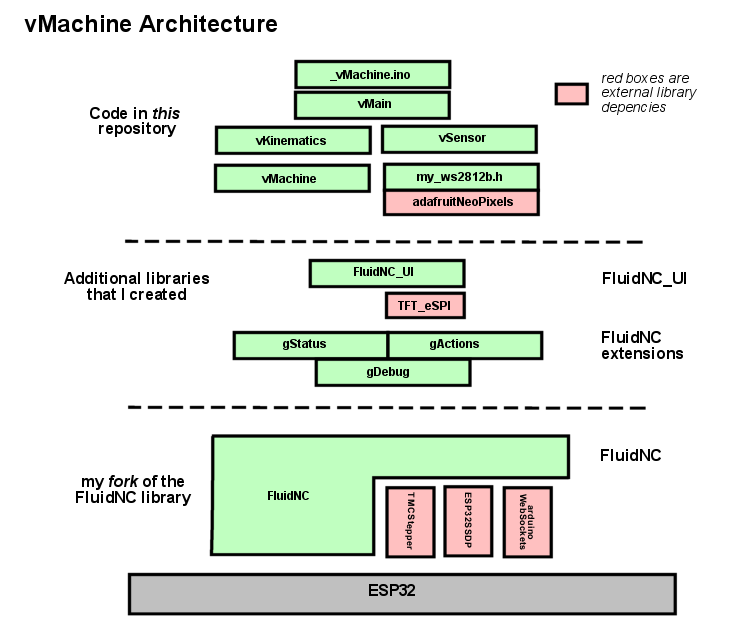 vMachine Architecture
_vMachine.ino
vMain
red boxes are
external library
depencies
Code in this
repository
vKinematics
vSensor
vMachine
my_ws2812b.h
adafruitNeoPixels
Additional libraries
that I created
FluidNC_UI
FluidNC_UI
TFT_eSPI
gStatus
gActions
FluidNC
extensions
gDebug
my fork of the
FluidNC library
FluidNC
FluidNC
TMCStepper
ESP32SSDP
arduino
WebSockets
ESP32